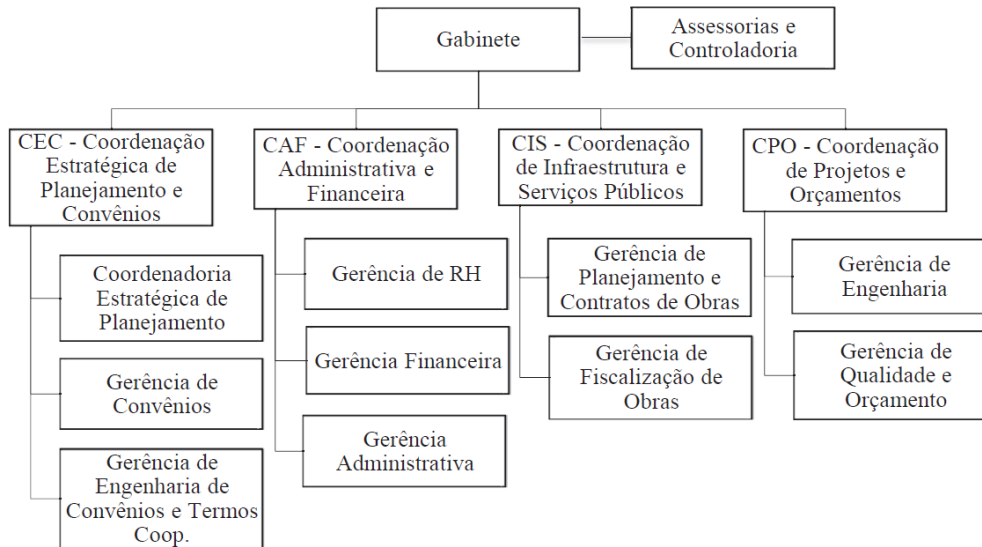 Gabinete
Assessorias e
Controladoria
CEC - Coordenação
Estratégica de
Planejamento e
Convênios
Coordenadoria
Estratégica de
Planejamento
Gerência de
Convênios
Gerência de
Engenharia de
Convênios e Termos
Coop.
CAF - Coordenação
Administrativa e
Financeira
Gerência de RH
Gerência Financeira
Gerência
Administrativa
CIS - Coordenação
de Infraestrutura e
Serviços Públicos
Gerência de
Planejamento e
Contratos de Obras
Gerência de
Fiscalização de
Obras
CPO - Coordenação
de Projetos e
Orçamentos
Gerência de
Engenharia
Gerência de
Qualidade e
Orçamento